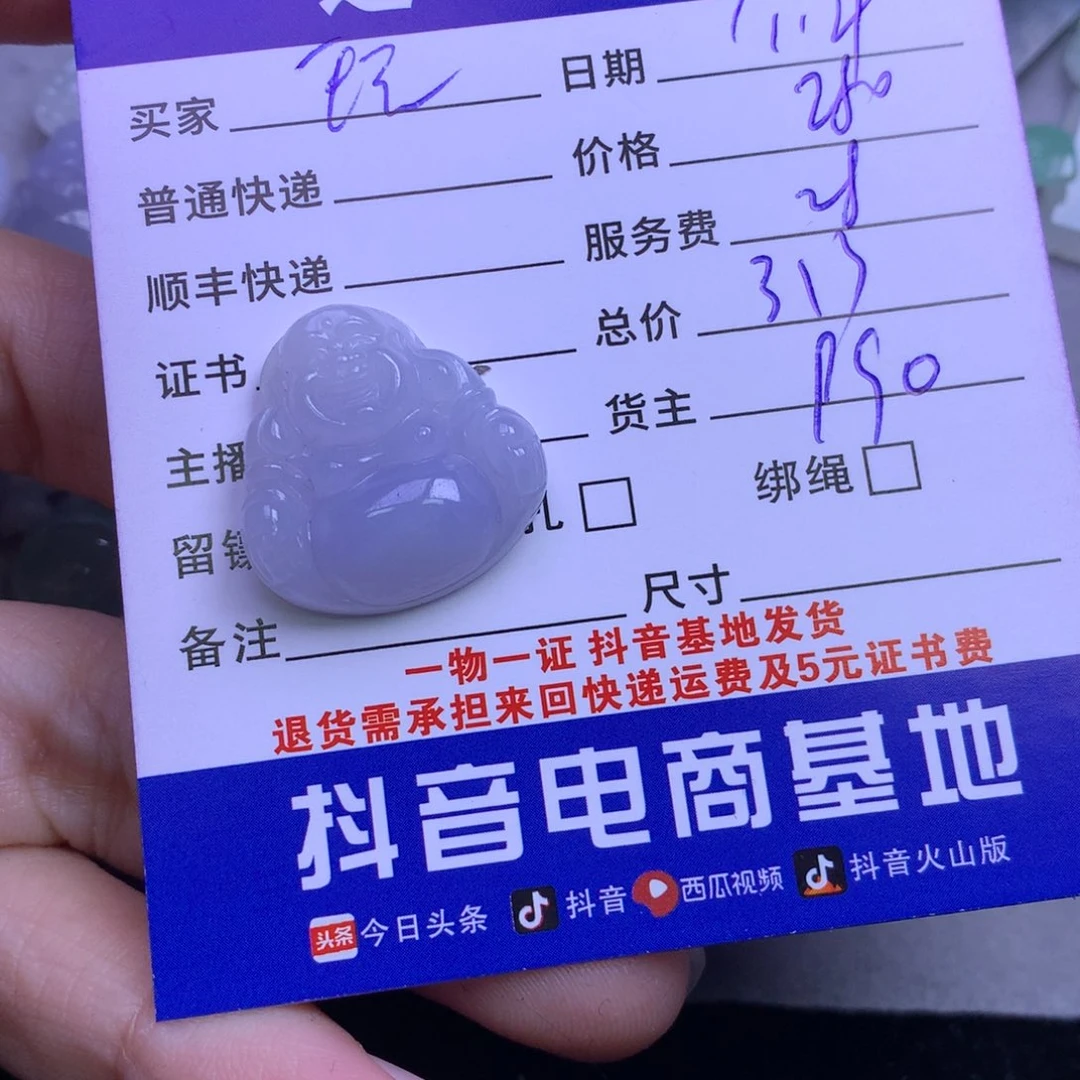 买家 日期
普通快递 价格 280
顺丰快递 服务费
证书 总价 313
主播 货主
留镶 孔 绑绳
备注 尺寸
一物一证 抖音基地发货
退货需承担来回快递运费及5元证书费
抖音电商基地
头条 今日头条 抖音 西瓜视频 抖音火山版